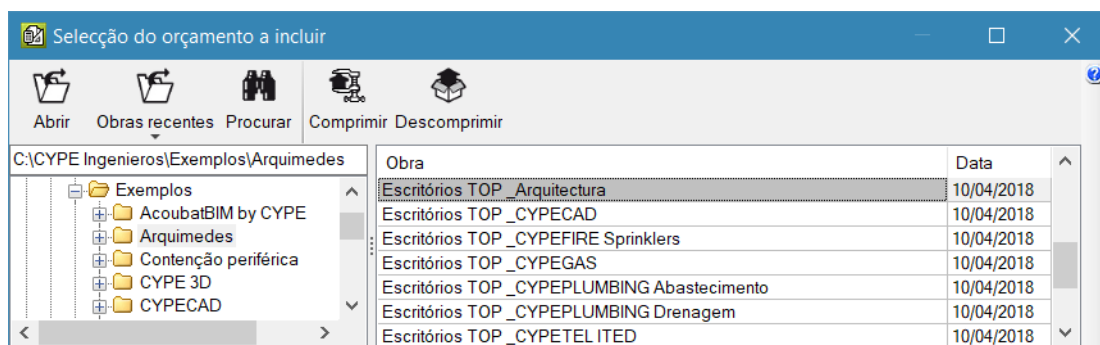 Selecção do orçamento a incluir
Abrir Obras recentes Procurar Comprimir Descomprimir
C:\CYPE Ingenieros\Exemplos\Arquimedes
Exemplos
AcoubatBIM by CYPE
Arquimedes
Contenção periférica
CYPE 3D
CYPECAD
Obra Data
Escritórios TOP _Arquitectura 10/04/2018
Escritórios TOP _CYPECAD 10/04/2018
Escritórios TOP _CYPEFIRE Sprinklers 10/04/2018
Escritórios TOP _CYPEGAS 10/04/2018
Escritórios TOP _CYPEPLUMBING Abastecimento 10/04/2018
Escritórios TOP _CYPEPLUMBING Drenagem 10/04/2018
Escritórios TOP _CYPETEL ITED 10/04/2018